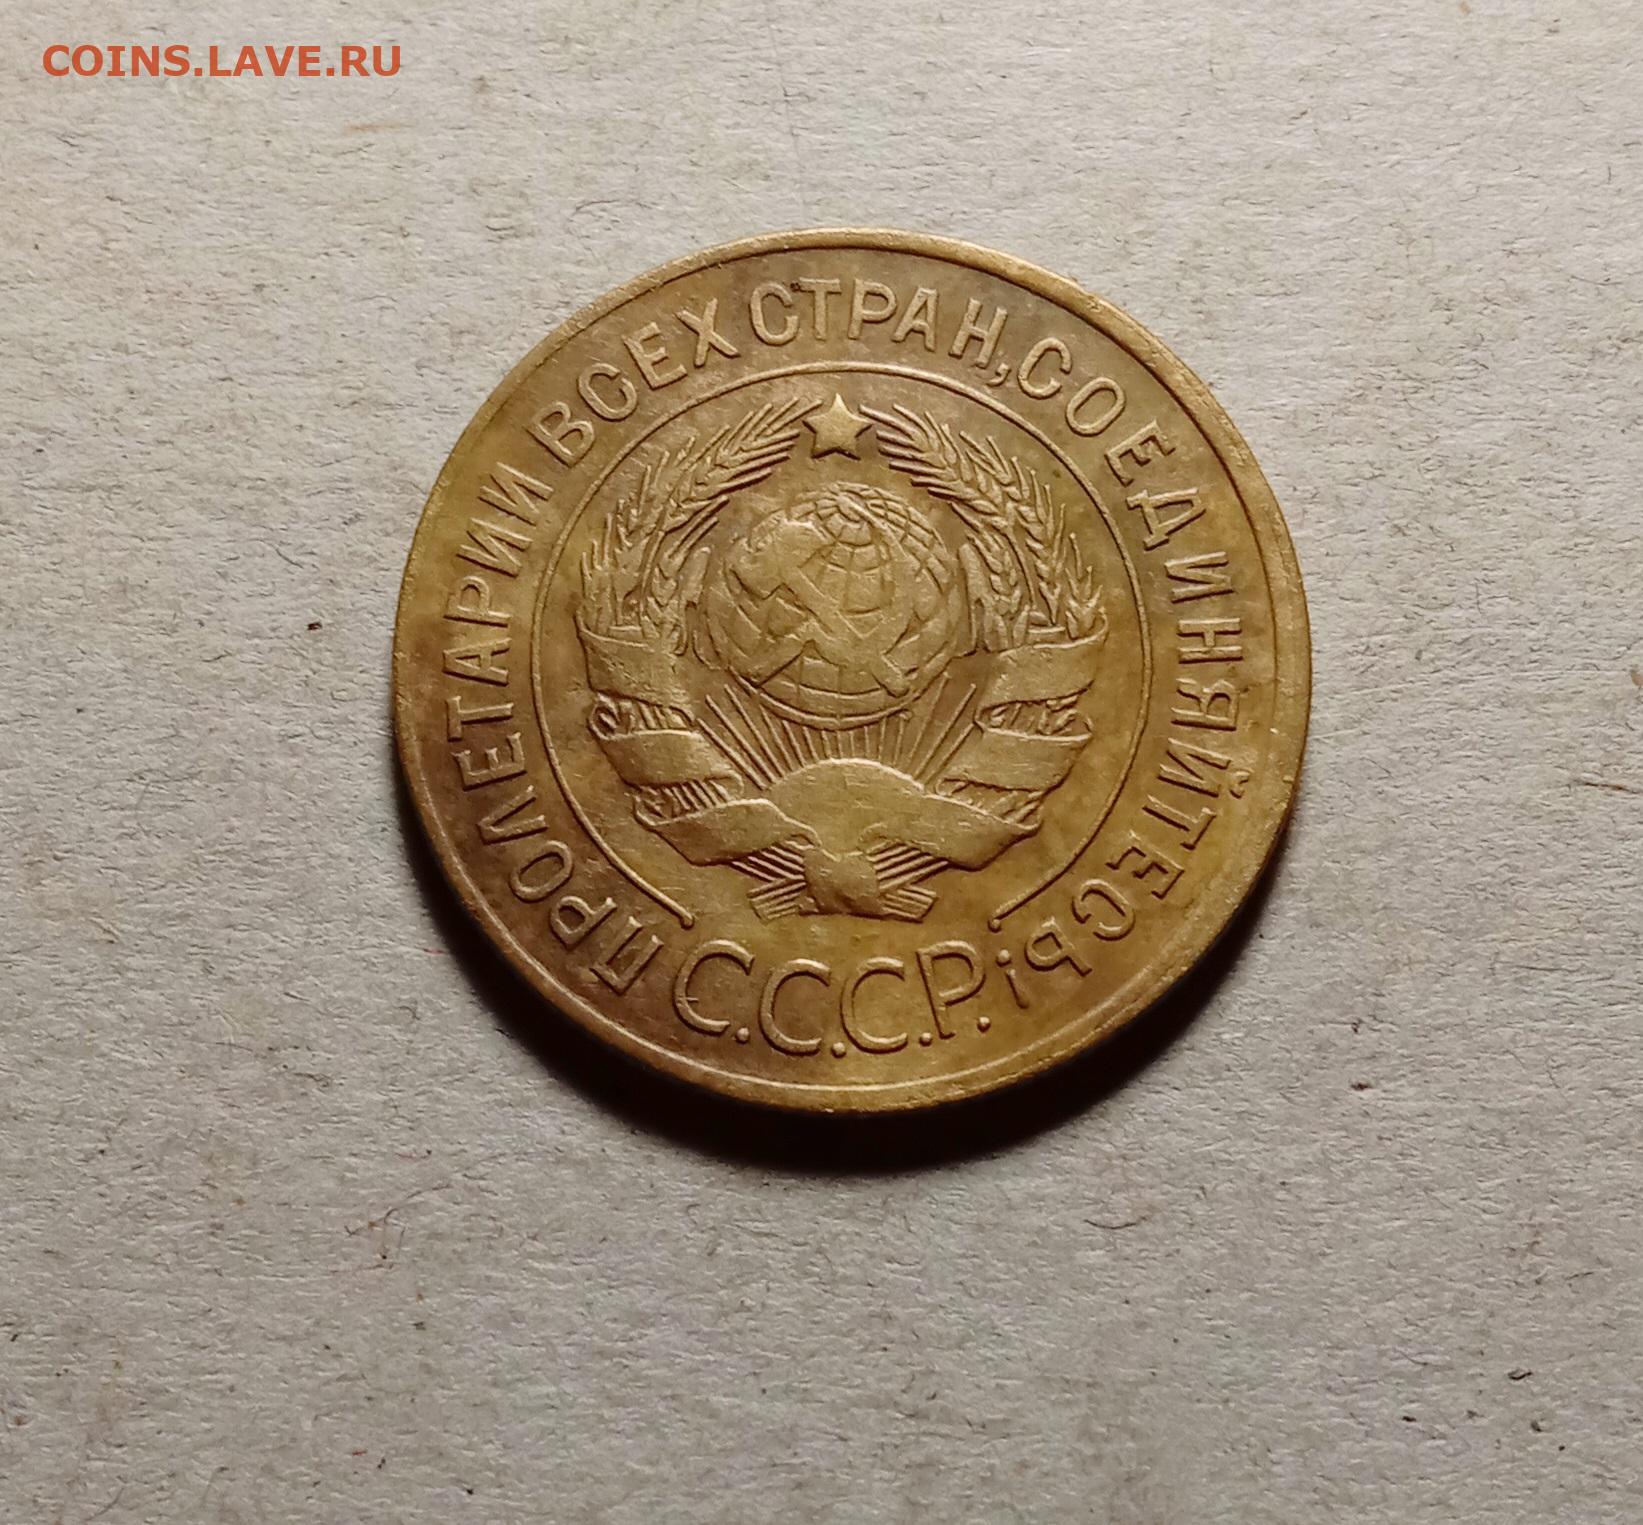 COINS.LAVE.RU
ПРОЛЕТАРИИ ВСЕХ СТРАН, СОЕДИНЯЙТЕСЬ!
С.С.С.Р.